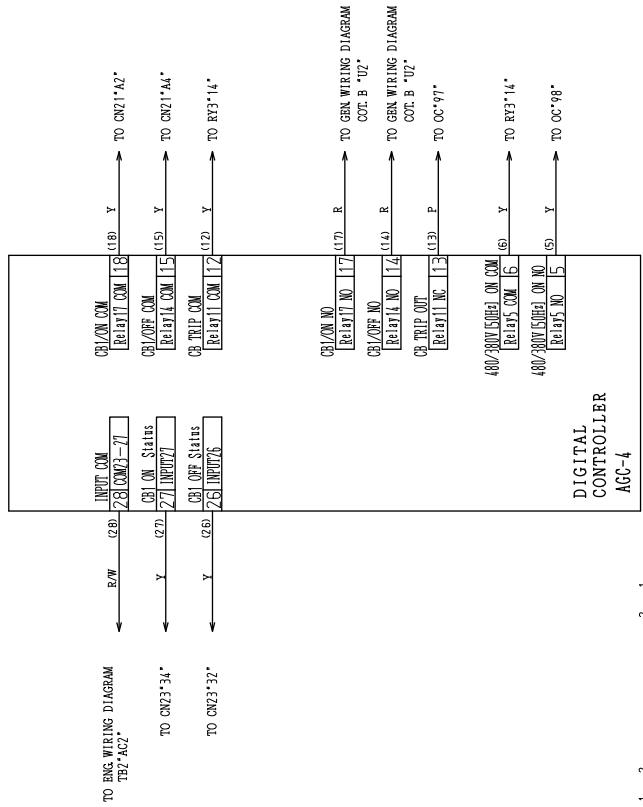 TO ENG. WIRING DIAGRAM
TB2"AC2"
R/W
(28)
INPUT COM
28 COM23-27
TO CN23"34"
Y
(27)
CB1 ON Status
27 INPUT27
TO CN23"32"
Y
(26)
CB1 OFF Status
26 INPUT26
CB1/ON COM
Relay17 COM 18
(18)
Y
TO CN21"A2"
CB1/OFF COM
Relay14 COM 15
(15)
Y
TO CN21"A4"
CB TRIP COM
Relay11 COM 12
(12)
Y
TO RY3"14"
CB1/ON NO
Relay17 NO 17
(17)
R
TO GEN. WIRING DIAGRAM
COT. B "U2"
CB1/OFF NO
Relay14 NO 14
(14)
R
TO GEN. WIRING DIAGRAM
COT. B "U2"
CB TRIP OUT
Relay11 NC 13
(13)
P
TO OC"97"
480/380V[50Hz] ON COM
Relay5 COM 6
(6)
Y
TO RY3"14"
480/380V[50Hz] ON NO
Relay5 NO 5
(5)
Y
TO OC"98"
DIGITAL
CONTROLLER
AGC-4